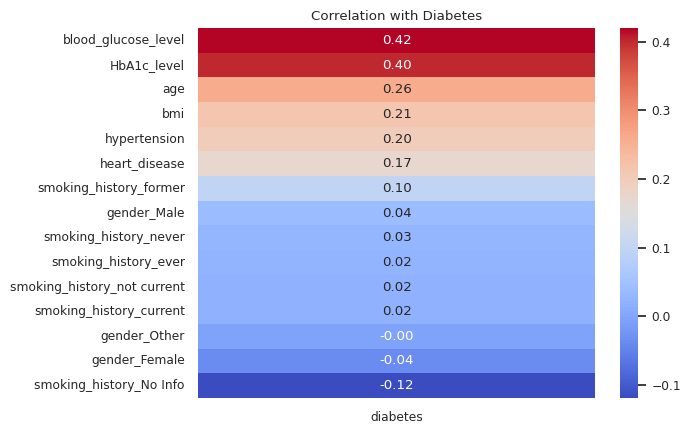 Correlation with Diabetes
blood_glucose_level 0.42
HbA1c_level 0.40
age 0.26
bmi 0.21
hypertension 0.20
heart_disease 0.17
smoking_history_former 0.10
gender_Male 0.04
smoking_history_never 0.03
smoking_history_ever 0.02
smoking_history_not current 0.02
smoking_history_current 0.02
gender_Other -0.00
gender_Female -0.04
smoking_history_No Info -0.12
diabetes
0.4
0.3
0.2
0.1
0.0
−0.1